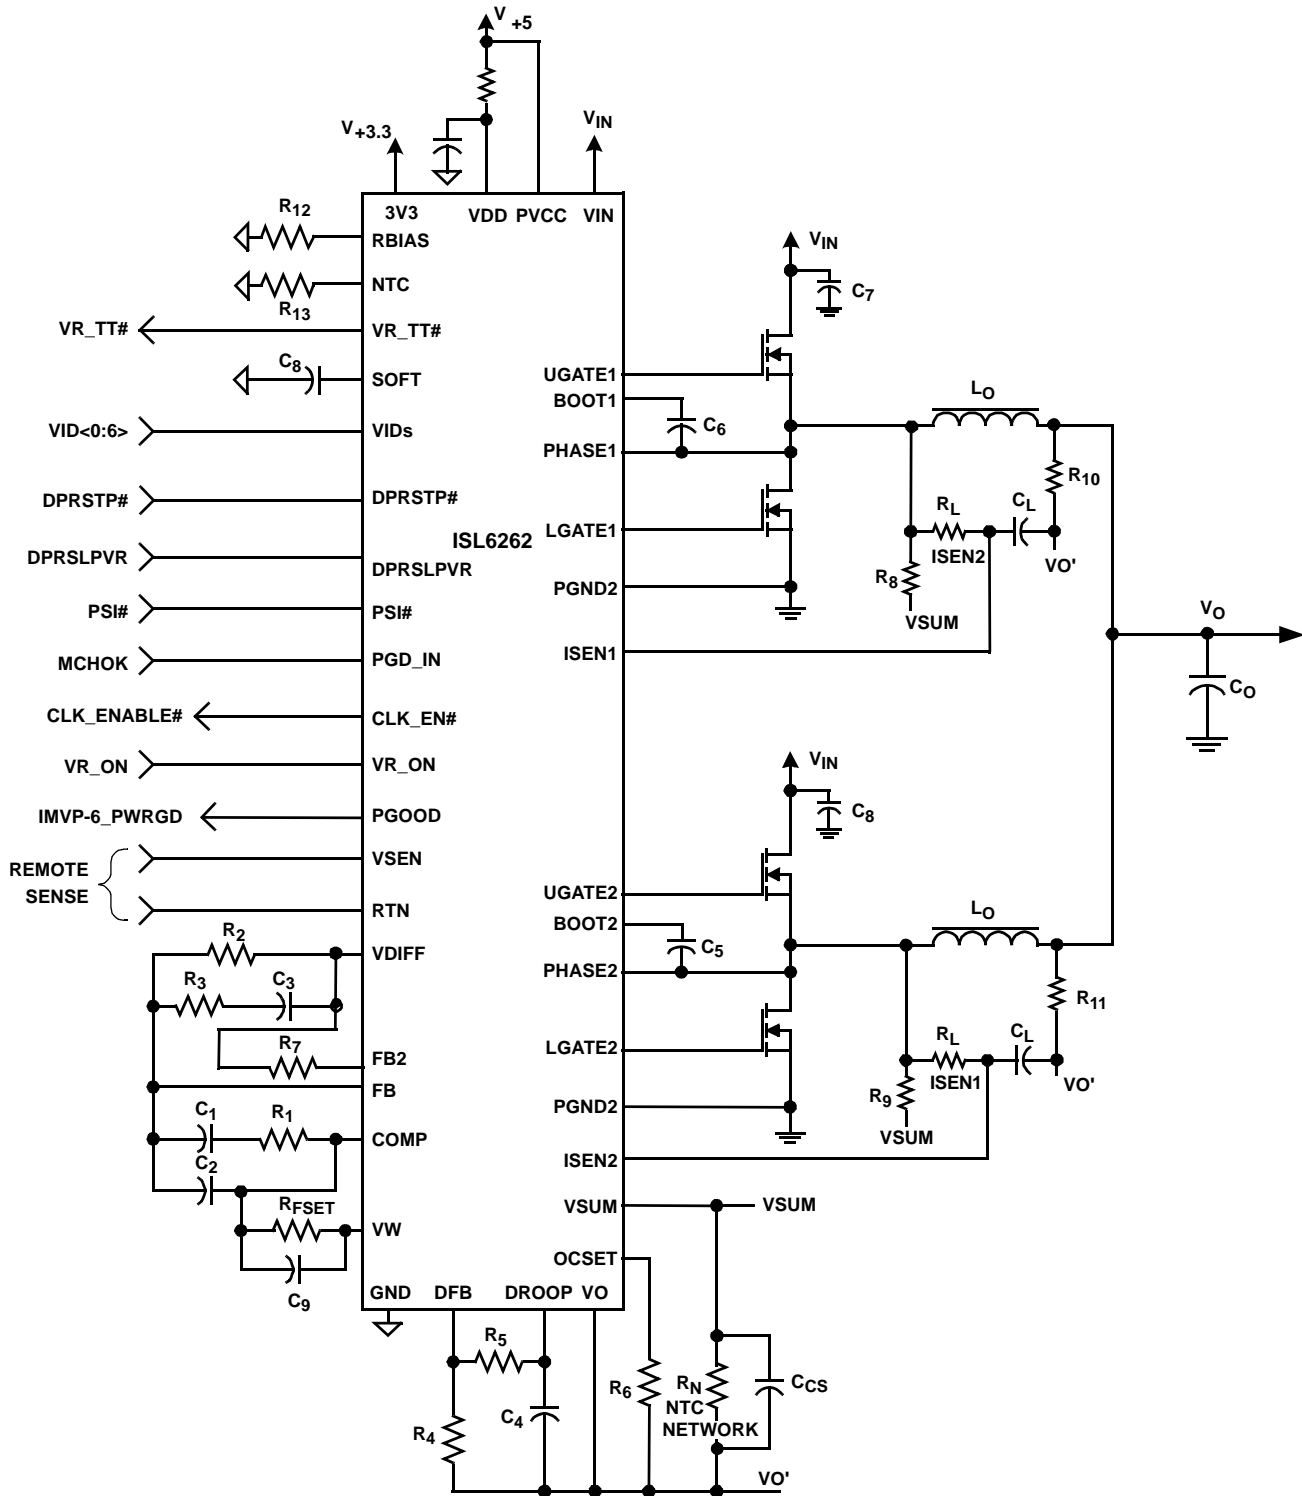 V+5
V+3.3
VIN
3V3
VDD
PVCC
VIN
R12
RBIAS
NTC
R13
VR_TT#
VR_TT#
C8
SOFT
VID<0:6>
VIDs
DPRSTP#
DPRSTP#
DPRSLPVR
DPRSLPVR
PSI#
PSI#
MCHOK
PGD_IN
CLK_ENABLE#
CLK_EN#
VR_ON
VR_ON
IMVP-6_PWRGD
PGOOD
REMOTE
SENSE
VSEN
RTN
R2
VDIFF
R3
C3
R7
FB2
FB
C1
R1
COMP
C2
RFSET
VW
C9
GND
DFB
DROOP
VO
ISL6262
UGATE1
BOOT1
PHASE1
LGATE1
PGND2
ISEN1
UGATE2
BOOT2
PHASE2
LGATE2
PGND2
ISEN2
VSUM
OCSET
VIN
C7
C6
LO
R10
RL
CL
ISEN2
VO'
R8
VSUM
VO
CO
VIN
C8
C5
LO
R11
RL
CL
ISEN1
VO'
R9
VSUM
VSUM
R5
R4
C4
R6
RN
NTC
NETWORK
CCS
VO'